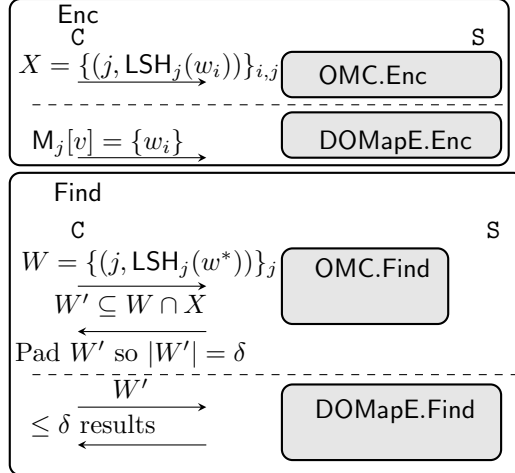 Enc
C S
X = {(j, LSH_j(w_i))}_{i,j} OMC.Enc
M_j[v] = {w_i} DOMapE.Enc
Find
C S
W = {(j, LSH_j(w*))}_j OMC.Find
W′ ⊆ W ∩ X
Pad W′ so |W′| = δ
W′
≤ δ results DOMapE.Find